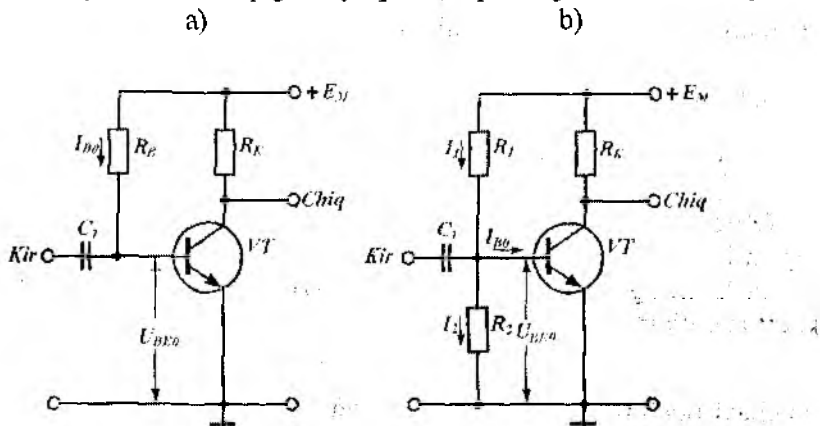 a)
b)
+ E_M
I_B0
R_B
R_K
Chiq
C_1
Kir
VT
U_BE0
+ E_M
I_1
R_1
R_K
Chiq
C_1
I_B0
Kir
VT
I_2
R_2
U_BE0